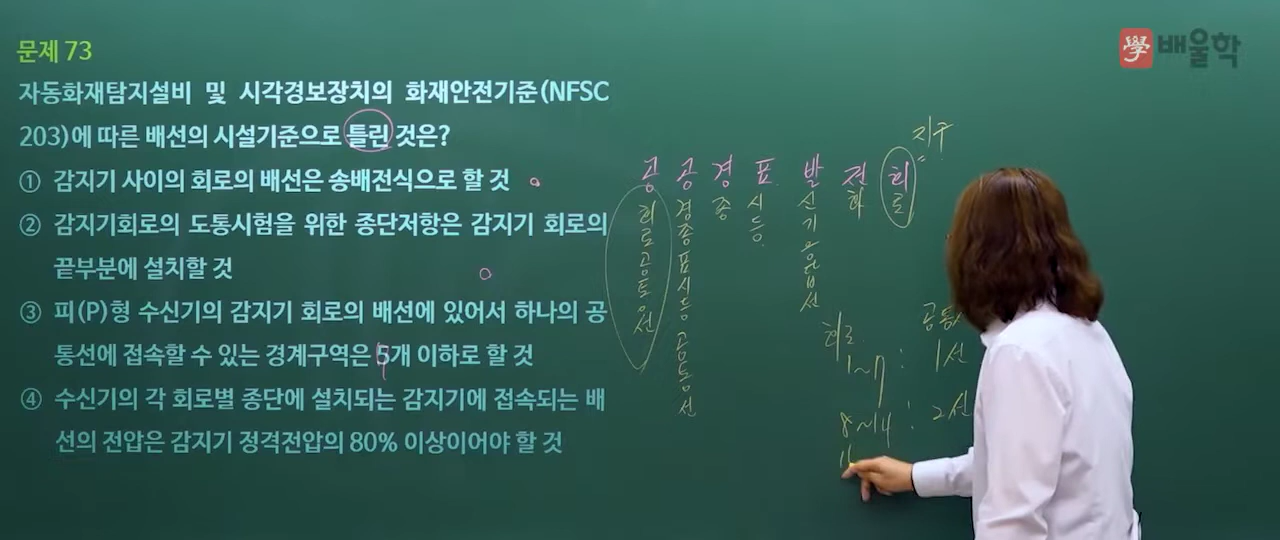 문제 73
學 배울학
자동화재탐지설비 및 시각경보장치의 화재안전기준(NFSC
203)에 따른 배선의 시설기준으로 틀린 것은?
① 감지기 사이의 회로의 배선은 송배전식으로 할 것
② 감지기회로의 도통시험을 위한 종단저항은 감지기 회로의
끝부분에 설치할 것
③ 피(P)형 수신기의 감지기 회로의 배선에 있어서 하나의 공
통선에 접속할 수 있는 경계구역은 5개 이하로 할 것
④ 수신기의 각 회로별 종단에 설치되는 감지기에 접속되는 배
선의 전압은 감지기 정격전압의 80% 이상이어야 할 것
지구
공 공 경 표 발 전 회
회로공통선
경종표시등공통선
종
시등
신기응답선
화
로
회로
공통
1~7 : 1선
8~14 : 2선